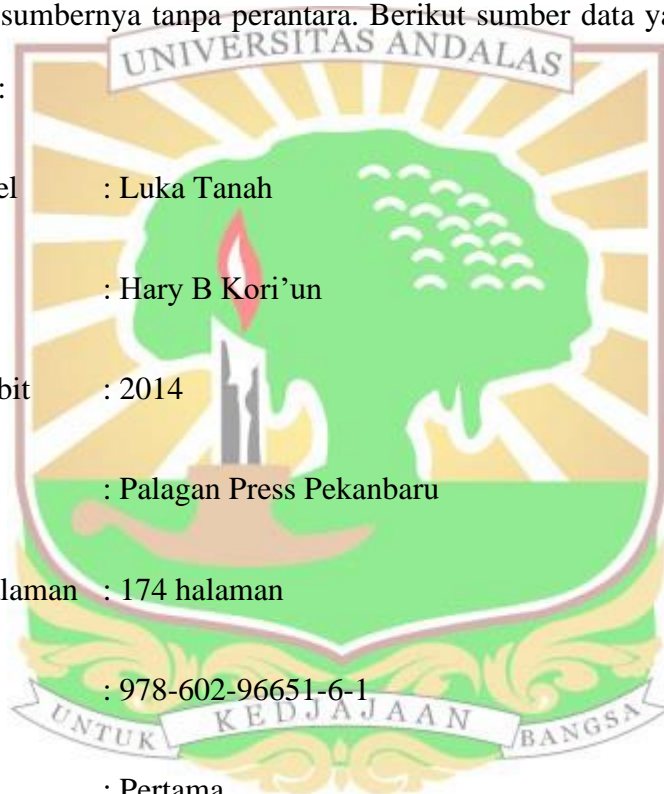 sumbernya tanpa perantara. Berikut sumber data ya
UNIVERSITAS ANDALAS
:
el : Luka Tanah
: Hary B Kori’un
bit : 2014
: Palagan Press Pekanbaru
laman : 174 halaman
: 978-602-96651-6-1
UNTUK KEDJAJAAN BANGSA
: Pertama